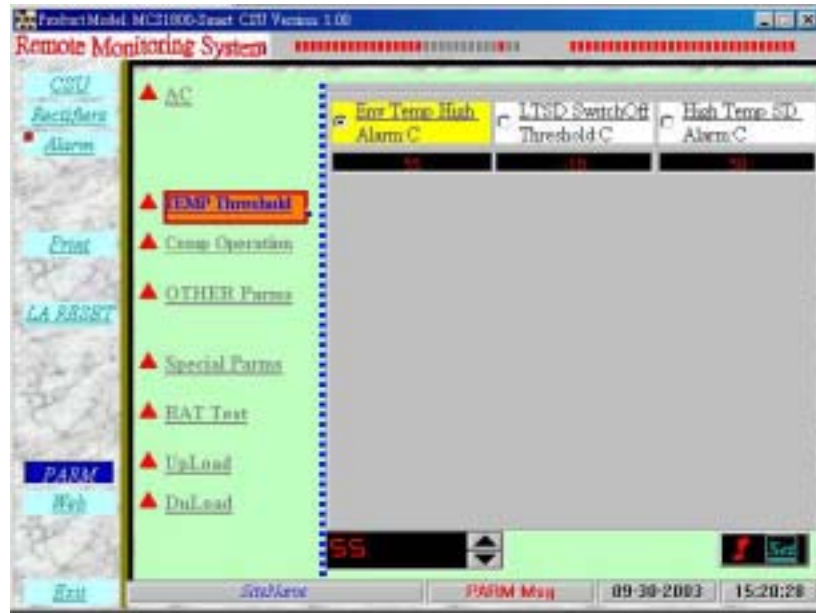 Product Model. MCS1800-Smart CSU Version 1.00
Remote Monitoring System
CSU
Rectifiers
Alarm
Print
LA RESET
PARM
Web
Exit
AC
TEMP Threshold
Comp Operation
OTHER Parms
Special Parms
BAT Test
UpLoad
DnLoad
Env Temp High Alarm:C
LTSD SwitchOff Threshold:C
High Temp SD Alarm:C
55
55
Set
SiteName
PARM Msg
09-30-2003
15:20:28